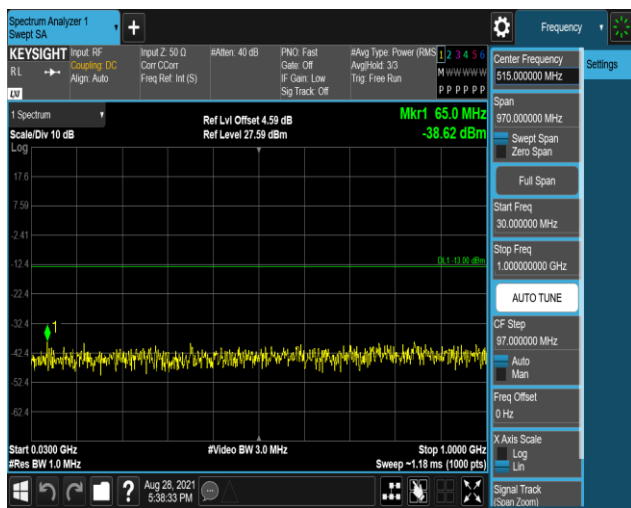 Spectrum Analyzer 1
Swept SA
+
Frequency
KEYSIGHT
RL
LXI
Input: RF
Coupling: DC
Align: Auto
Input Z: 50 Ω
Corr CCorr
Freq Ref: Int (S)
#Atten: 40 dB
PNO: Fast
Gate: Off
IF Gain: Low
Sig Track: Off
#Avg Type: Power (RMS
Avg|Hold: 3/3
Trig: Free Run
1 2 3 4 5 6
M W W W W W
P P P P P P
Center Frequency
515.000000 MHz
Settings
1 Spectrum
Scale/Div 10 dB
Log
Ref Lvl Offset 4.59 dB
Ref Level 27.59 dBm
Mkr1 65.0 MHz
-38.62 dBm
17.6
7.59
-2.41
-12.4
-22.4
-32.4
-42.4
-52.4
-62.4
DL1 -13.00 dBm
1
Start 0.0300 GHz
#Res BW 1.0 MHz
#Video BW 3.0 MHz
Stop 1.0000 GHz
Sweep ~1.18 ms (1000 pts)
Span
970.000000 MHz
Swept Span
Zero Span
Full Span
Start Freq
30.000000 MHz
Stop Freq
1.000000000 GHz
AUTO TUNE
CF Step
97.000000 MHz
Auto
Man
Freq Offset
0 Hz
X Axis Scale
Log
Lin
Signal Track
(Span Zoom)
?
Aug 28, 2021
5:38:33 PM